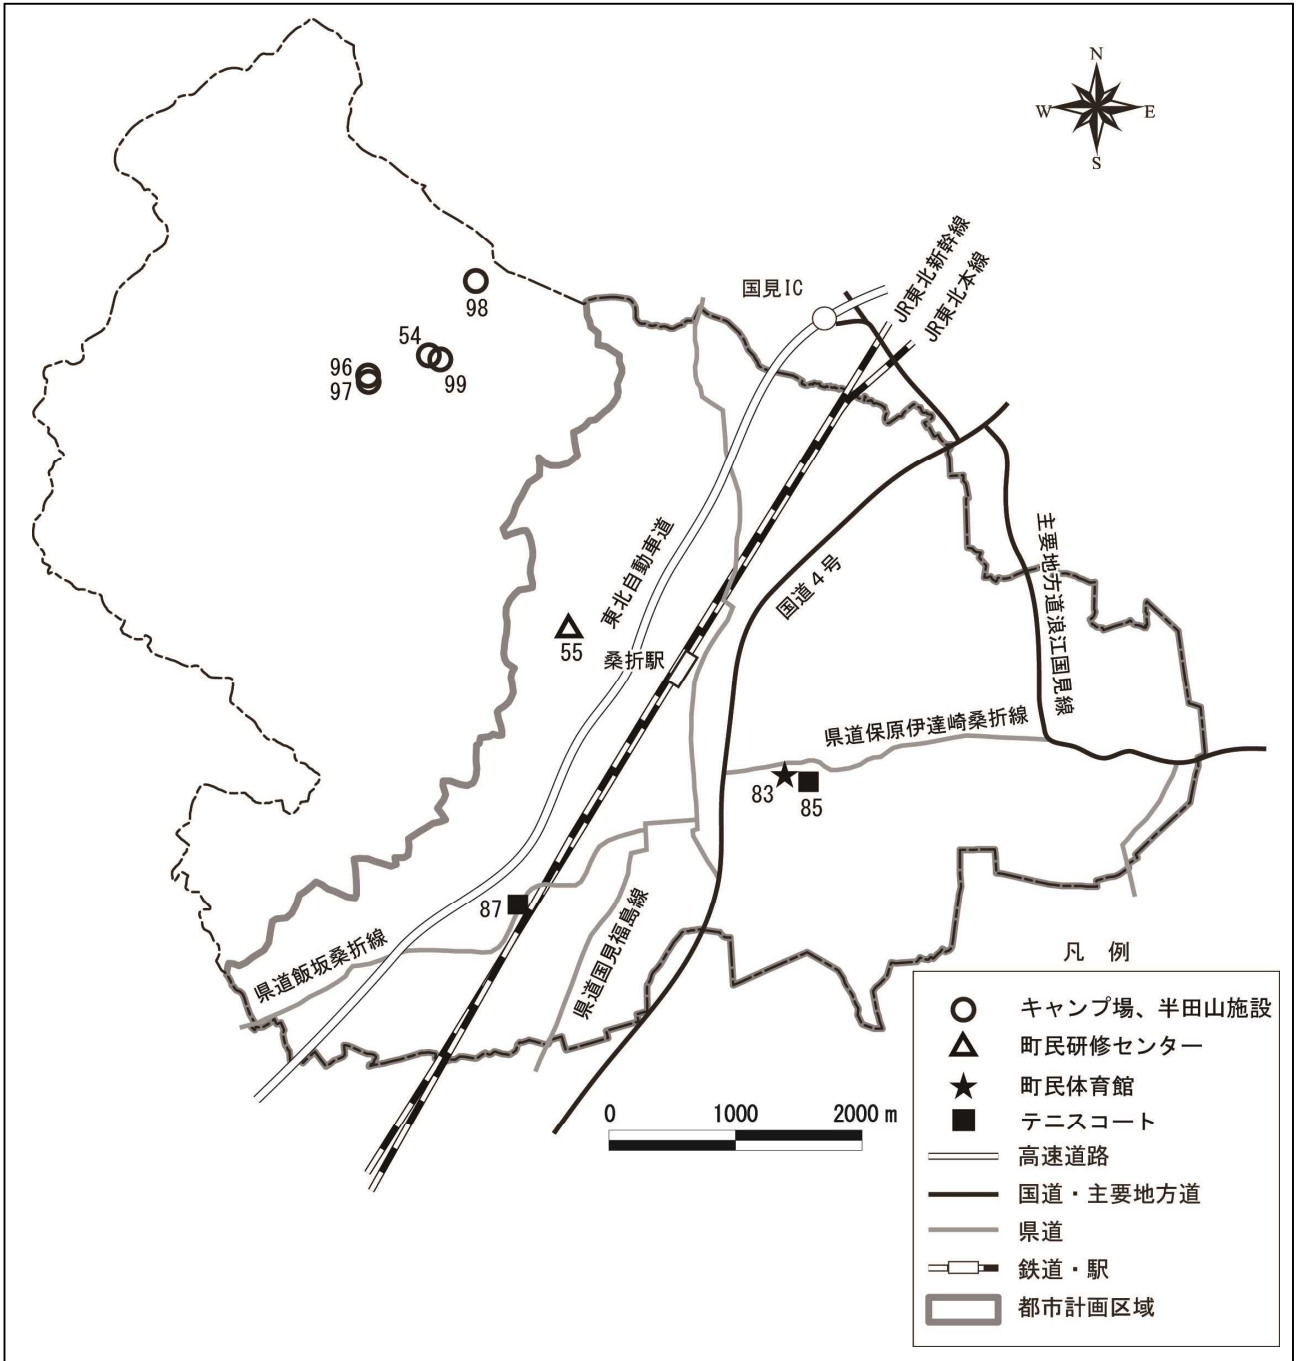 N
W
E
S
JR東北新幹線
JR東北本線
国見IC
98
54
99
96
97
東北自動車道
国道4号
主要地方道浪江国見線
55
桑折駅
県道保原伊達崎桑折線
83
85
87
県道飯坂桑折線
県道国見福島線
0 1000 2000 m
凡 例
キャンプ場、半田山施設
町民研修センター
町民体育館
テニスコート
高速道路
国道・主要地方道
県道
鉄道・駅
都市計画区域